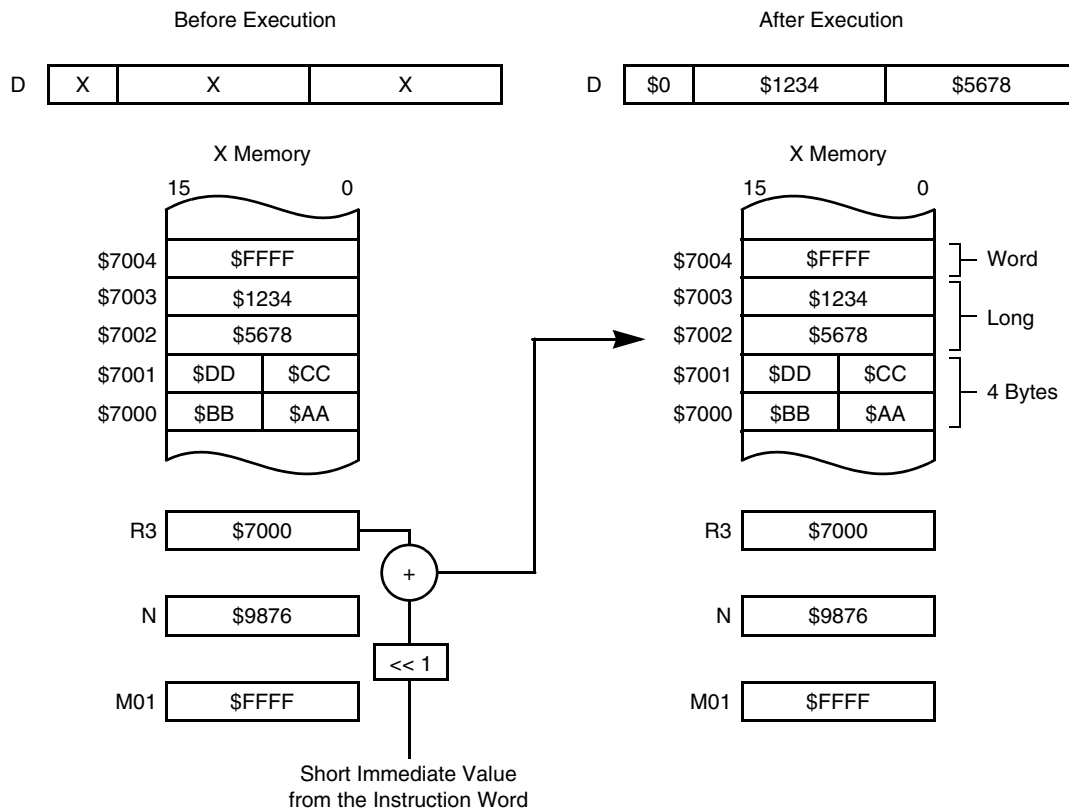 Before Execution
After Execution
D X X X
D $0 $1234 $5678
X Memory
X Memory
15 0
15 0
$7004 $FFFF
$7004 $FFFF Word
$7003 $1234
$7003 $1234
Long
$7002 $5678
$7002 $5678
$7001 $DD $CC
$7001 $DD $CC
4 Bytes
$7000 $BB $AA
$7000 $BB $AA
R3 $7000
R3 $7000
+
N $9876
N $9876
<< 1
M01 $FFFF
M01 $FFFF
Short Immediate Value
from the Instruction Word